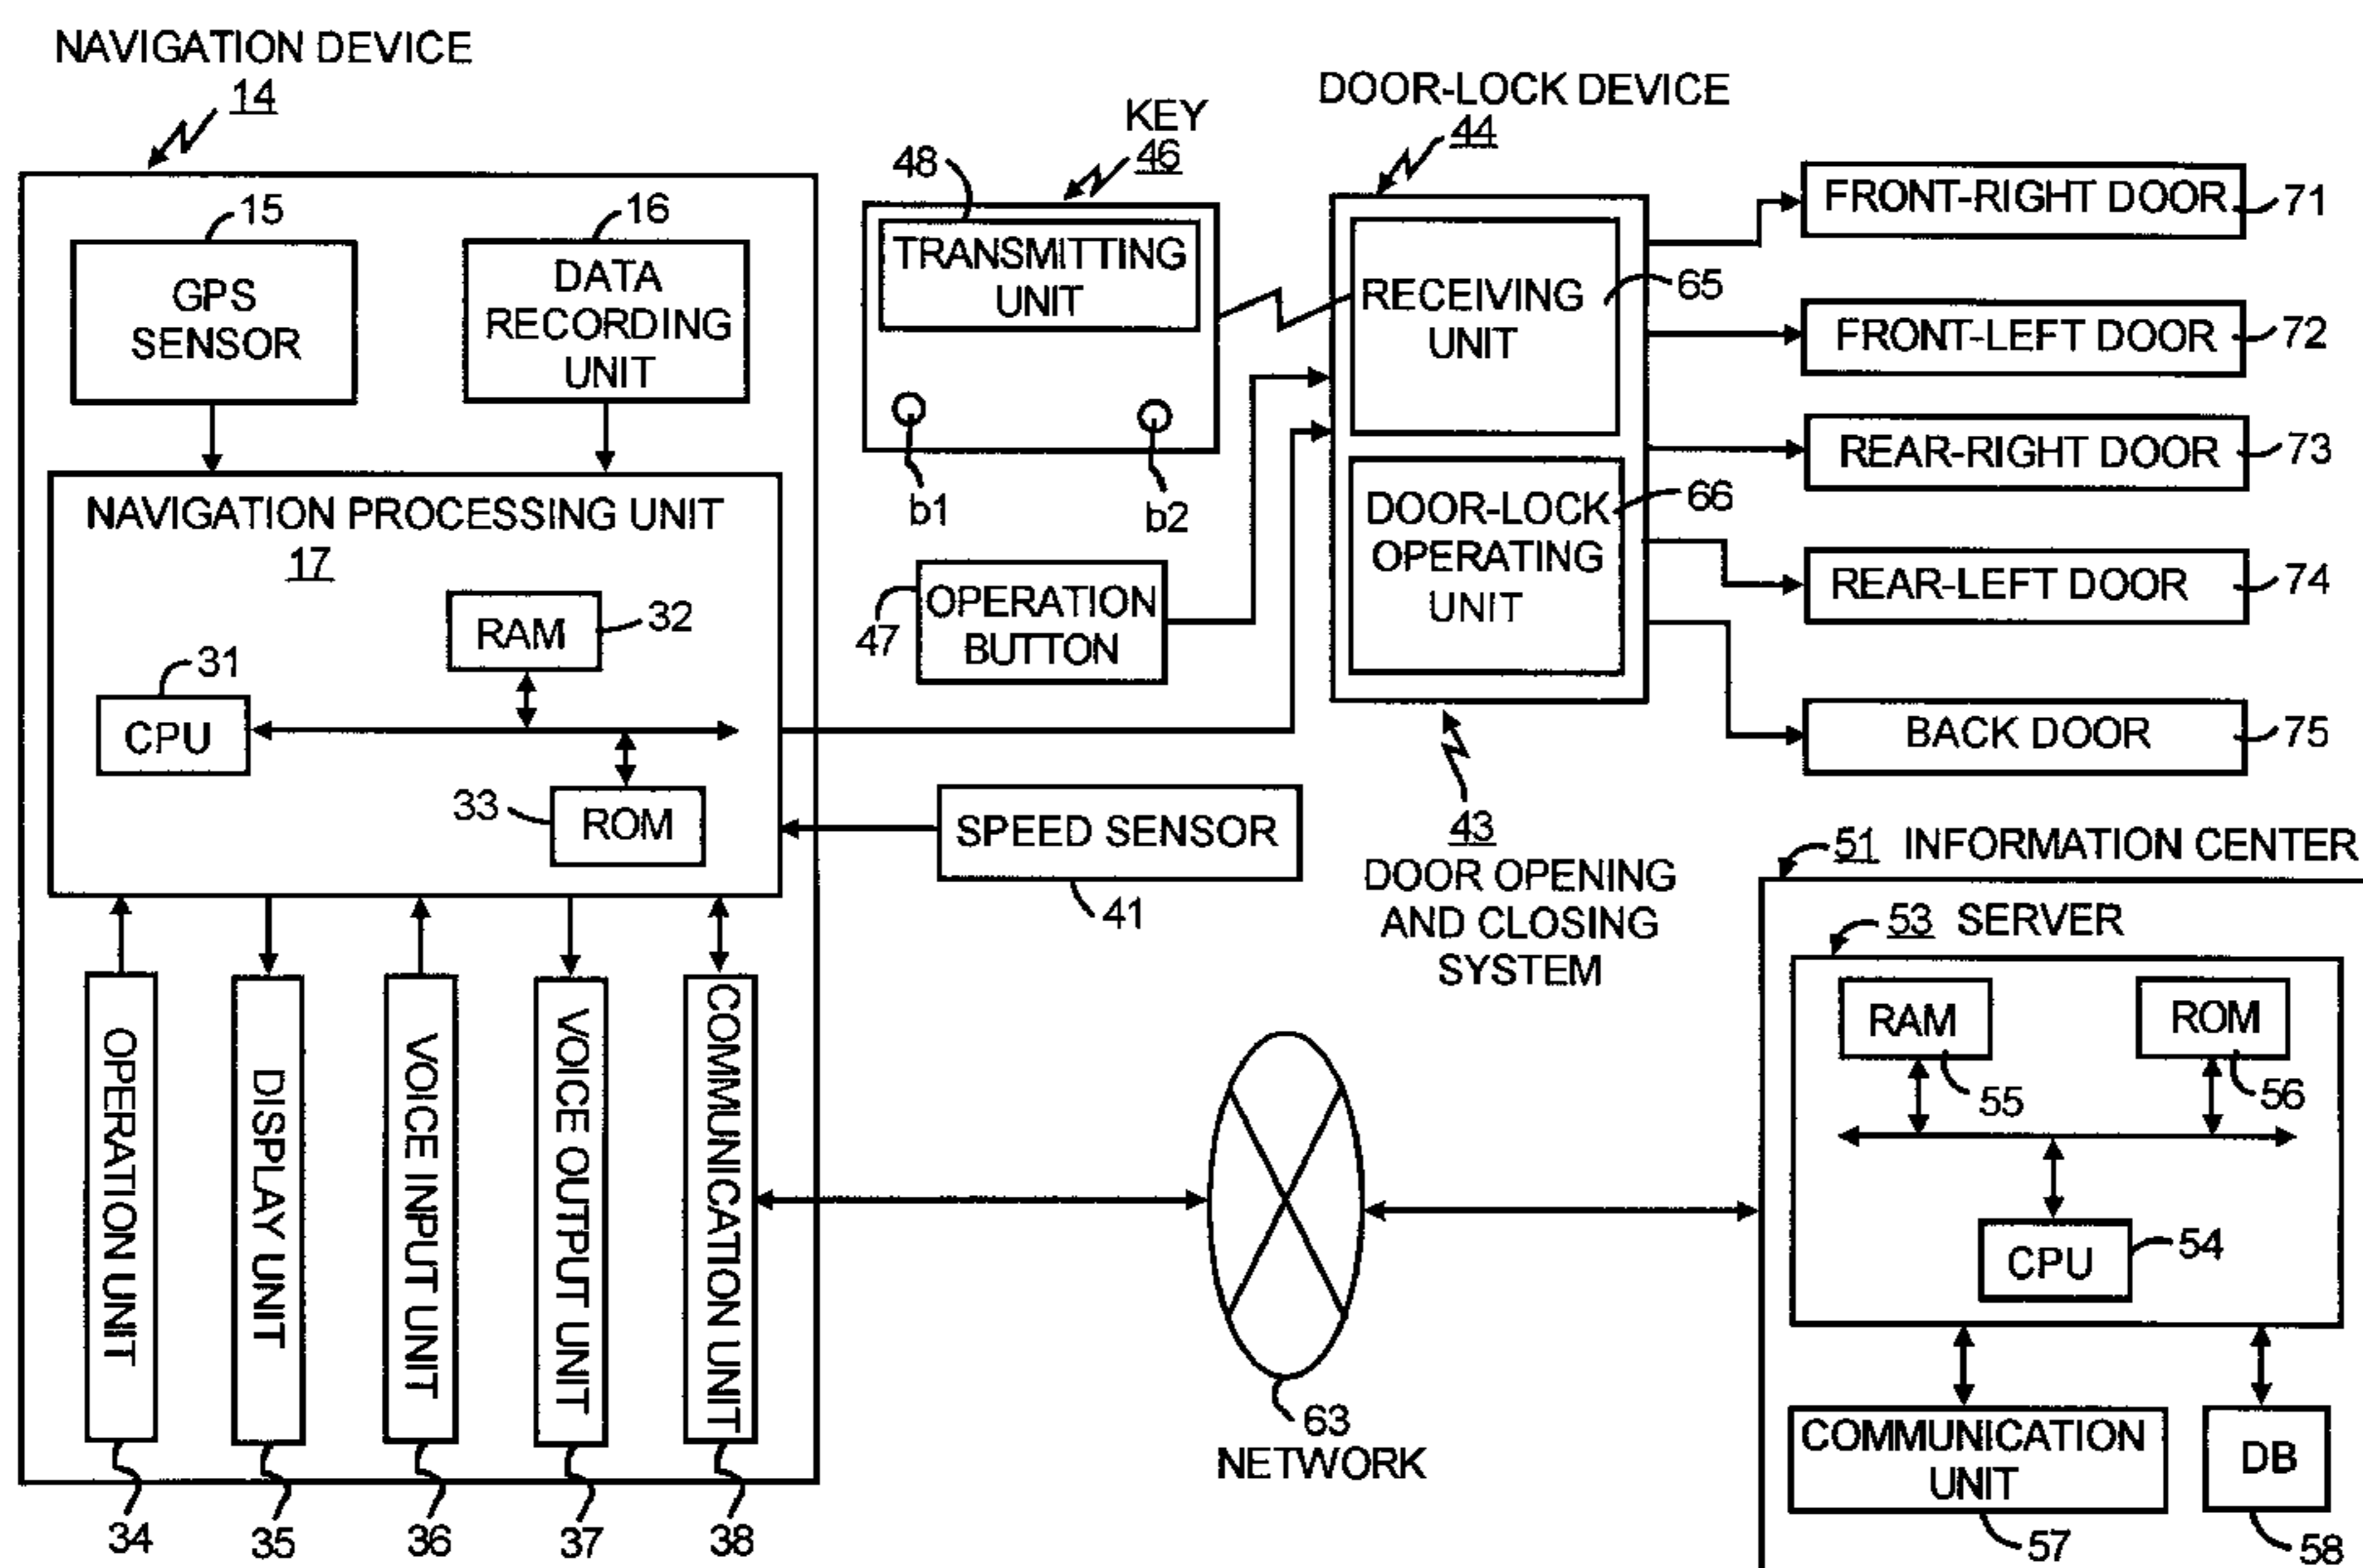 NAVIGATION DEVICE
14
15
GPS
SENSOR
16
DATA
RECORDING
UNIT
NAVIGATION PROCESSING UNIT
17
RAM
32
31
CPU
33
ROM
OPERATION UNIT
DISPLAY UNIT
VOICE INPUT UNIT
VOICE OUTPUT UNIT
COMMUNICATION UNIT
34
35
36
37
38
KEY
46
48
TRANSMITTING
UNIT
b1
b2
47
OPERATION
BUTTON
SPEED SENSOR
41
DOOR-LOCK DEVICE
44
RECEIVING
UNIT
65
DOOR-LOCK
OPERATING
UNIT
66
43
DOOR OPENING
AND CLOSING
SYSTEM
FRONT-RIGHT DOOR
71
FRONT-LEFT DOOR
72
REAR-RIGHT DOOR
73
REAR-LEFT DOOR
74
BACK DOOR
75
63
NETWORK
51 INFORMATION CENTER
53 SERVER
RAM
55
ROM
56
CPU
54
COMMUNICATION
UNIT
57
DB
58